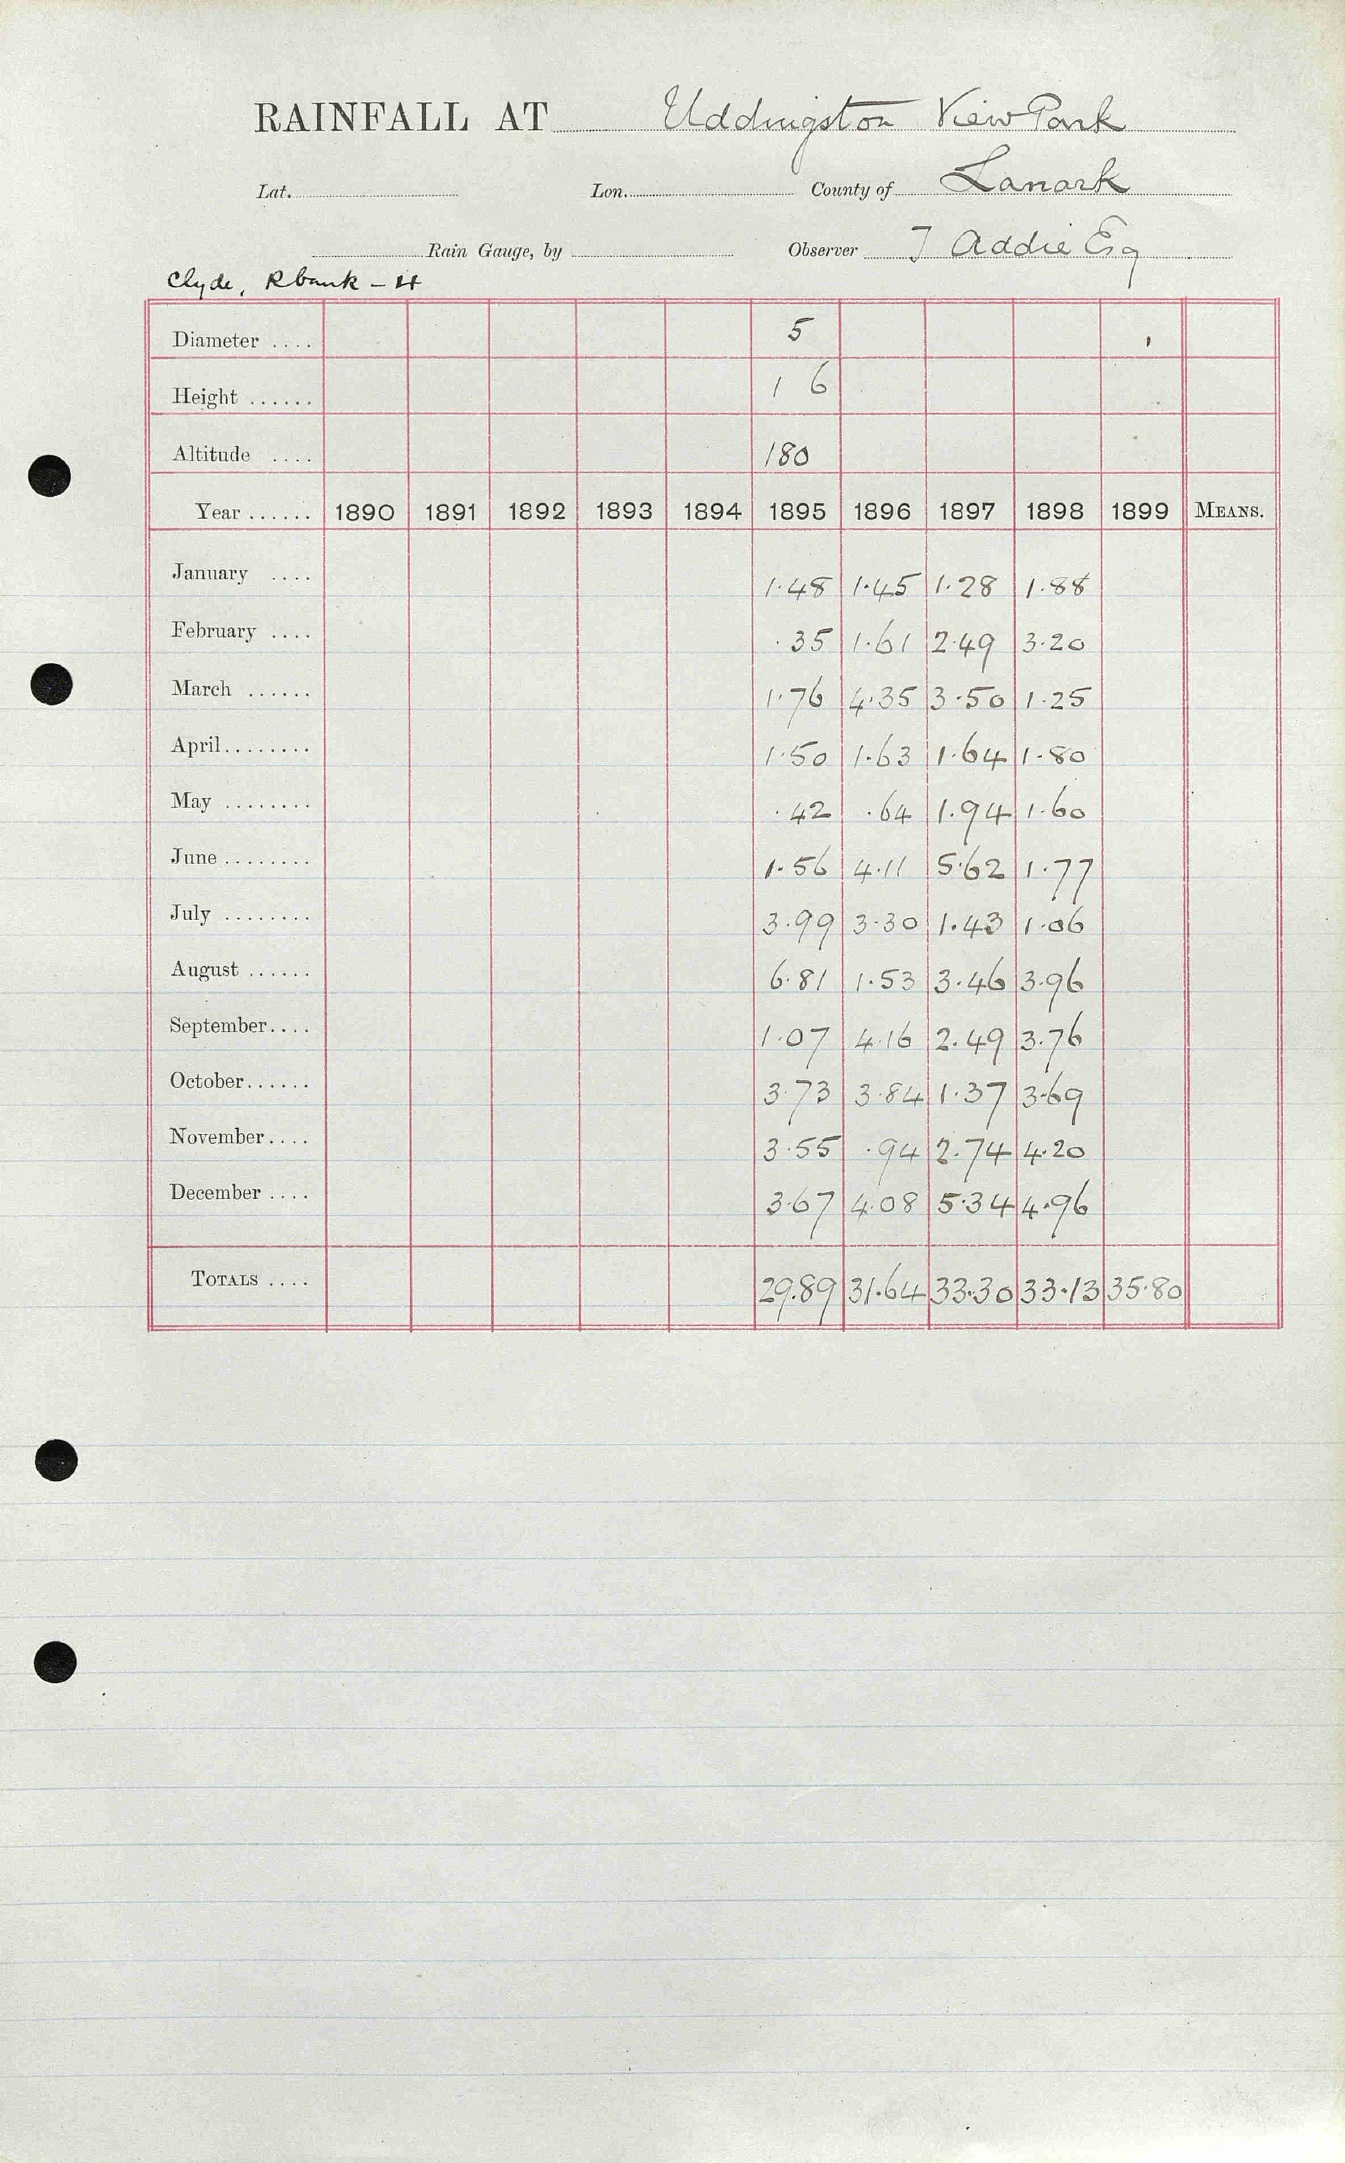 RAINFALL AT Uddingston View Park
Lat. Lon. County of Lanark
Rain Gauge, by Observer J Addie Esq
Clyde, Rbank - 4
Diameter .... 5
Height ...... 1 6
Altitude .... 180
Year ...... 1890 1891 1892 1893 1894 1895 1896 1897 1898 1899 MEANS.
January .... 1.48 1.45 1.28 1.88
February .... .35 1.61 2.49 3.20
March ...... 1.76 4.35 3.50 1.25
April ........ 1.50 1.63 1.64 1.80
May ........ .42 .64 1.94 1.60
June ........ 1.56 4.11 5.62 1.77
July ........ 3.99 3.30 1.43 1.06
August ...... 6.81 1.53 3.46 3.96
September.... 1.07 4.16 2.49 3.76
October...... 3.73 3.84 1.37 3.69
November.... 3.55 .94 2.74 4.20
December .... 3.67 4.08 5.34 4.96
TOTALS .... 29.89 31.64 33.30 33.13 35.80